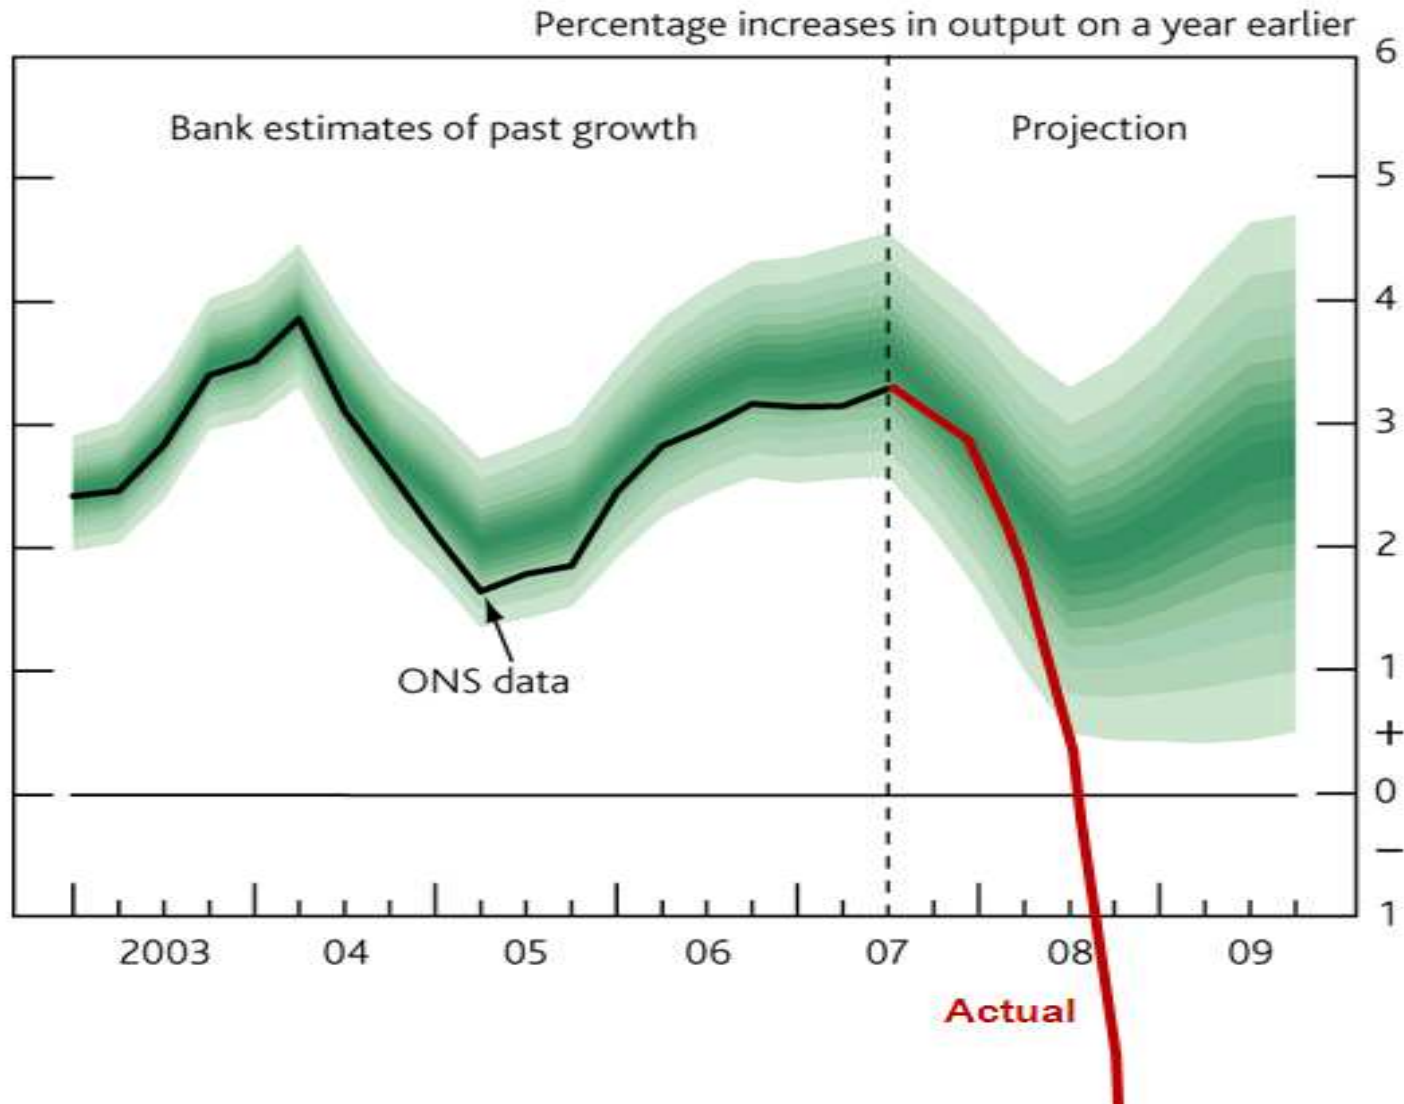 Percentage increases in output on a year earlier
6
Bank estimates of past growth
Projection
5
4
3
2
ONS data
1
+
0
–
1
2003 04 05 06 07 08 09
Actual